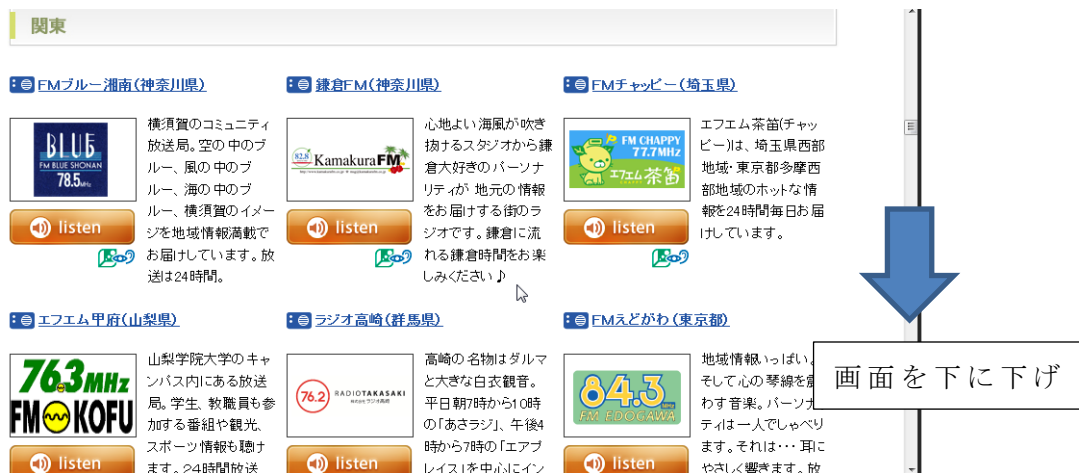 関東
FMブルー湘南(神奈川県)
BLUE
FM BLUE SHONAN
78.5MHz
listen
横須賀のコミュニティ
放送局。空の中のブ
ルー、風の中のブ
ルー、海の中のブ
ルー、横須賀のイメー
ジを地域情報満載で
お届けしています。放
送は24時間。
鎌倉FM(神奈川県)
82.8
Kamakura FM
listen
心地よい海風が吹き
抜けるスタジオから鎌
倉大好きのパーソナ
リティが 地元の情報
をお届けする街のラ
ジオです。鎌倉に流
れる鎌倉時間をお楽
しみください♪
FMチャッピー(埼玉県)
FM CHAPPY
77.7MHz
エフエム茶笛
listen
エフエム茶笛(チャッ
ピー)は、埼玉県西部
地域・東京都多摩西
部地域のホットな情
報を24時間毎日お届
けしています。
エフエム甲府(山梨県)
76.3MHz
FM KOFU
listen
山梨学院大学のキャ
ンパス内にある放送
局。学生、教職員も参
加する番組や観光、
スポーツ情報も聴け
ます。24時間放送
ラジオ高崎(群馬県)
76.2
RADIO TAKASAKI
listen
高崎の名物はダルマ
と大きな白衣観音。
平日朝7時から10時
の「あさラジ」、午後4
時から7時の「エアプ
レイス」を中心にイン
FMえどがわ(東京都)
84.3
FM EDOGAWA
listen
地域情報いっぱい。
そして心の琴線を震
わす音楽。パーソナ
ティは一人でしゃべり
ます。それは・・・耳に
やさしく響きます。放
画面を下に下げ